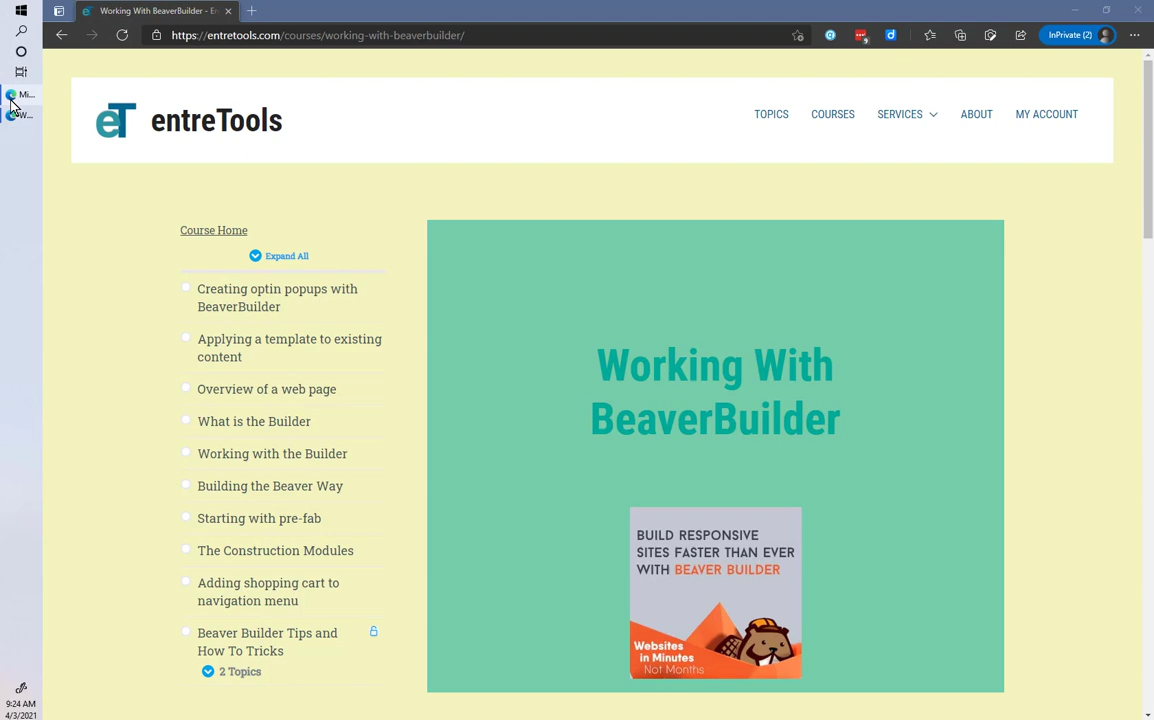 Working With BeaverBuilder - E
https://entretools.com/courses/working-with-beaverbuilder/
InPrivate (2)
Mi...
W...
eT entreTools
TOPICS COURSES SERVICES ABOUT MY ACCOUNT
Course Home
Expand All
Creating optin popups with
BeaverBuilder
Applying a template to existing
content
Overview of a web page
What is the Builder
Working with the Builder
Building the Beaver Way
Starting with pre-fab
The Construction Modules
Adding shopping cart to
navigation menu
Beaver Builder Tips and
How To Tricks
2 Topics
Working With
BeaverBuilder
BUILD RESPONSIVE
SITES FASTER THAN EVER
WITH BEAVER BUILDER
Websites
in Minutes
Not Months
9:24 AM
4/3/2021